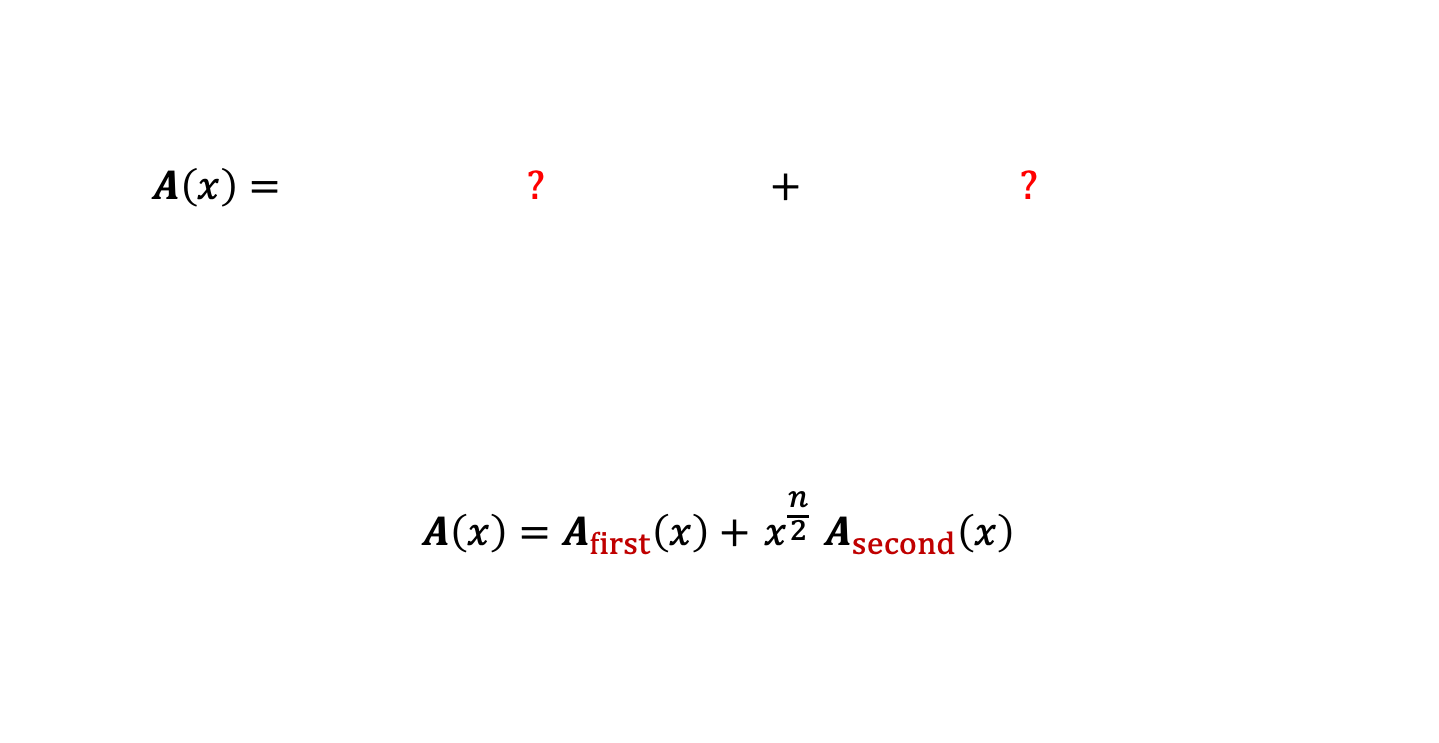 𝑨(𝑥) = ? + ?
𝑨(𝑥) = 𝑨_first(𝑥) + 𝑥^(𝑛/2) 𝑨_second(𝑥)